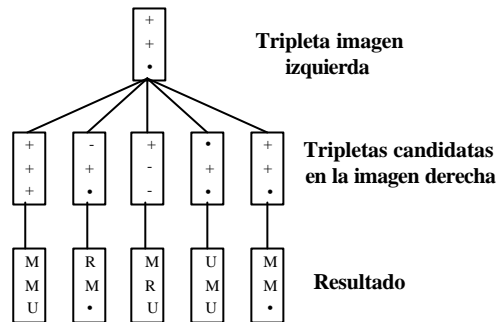 +
+
•
Tripleta imagen
izquierda
+ - + • +
+ + - + +
+ • - • •
Tripletas candidatas
en la imagen derecha
M R M U M
M M R M M
U • U U •
Resultado